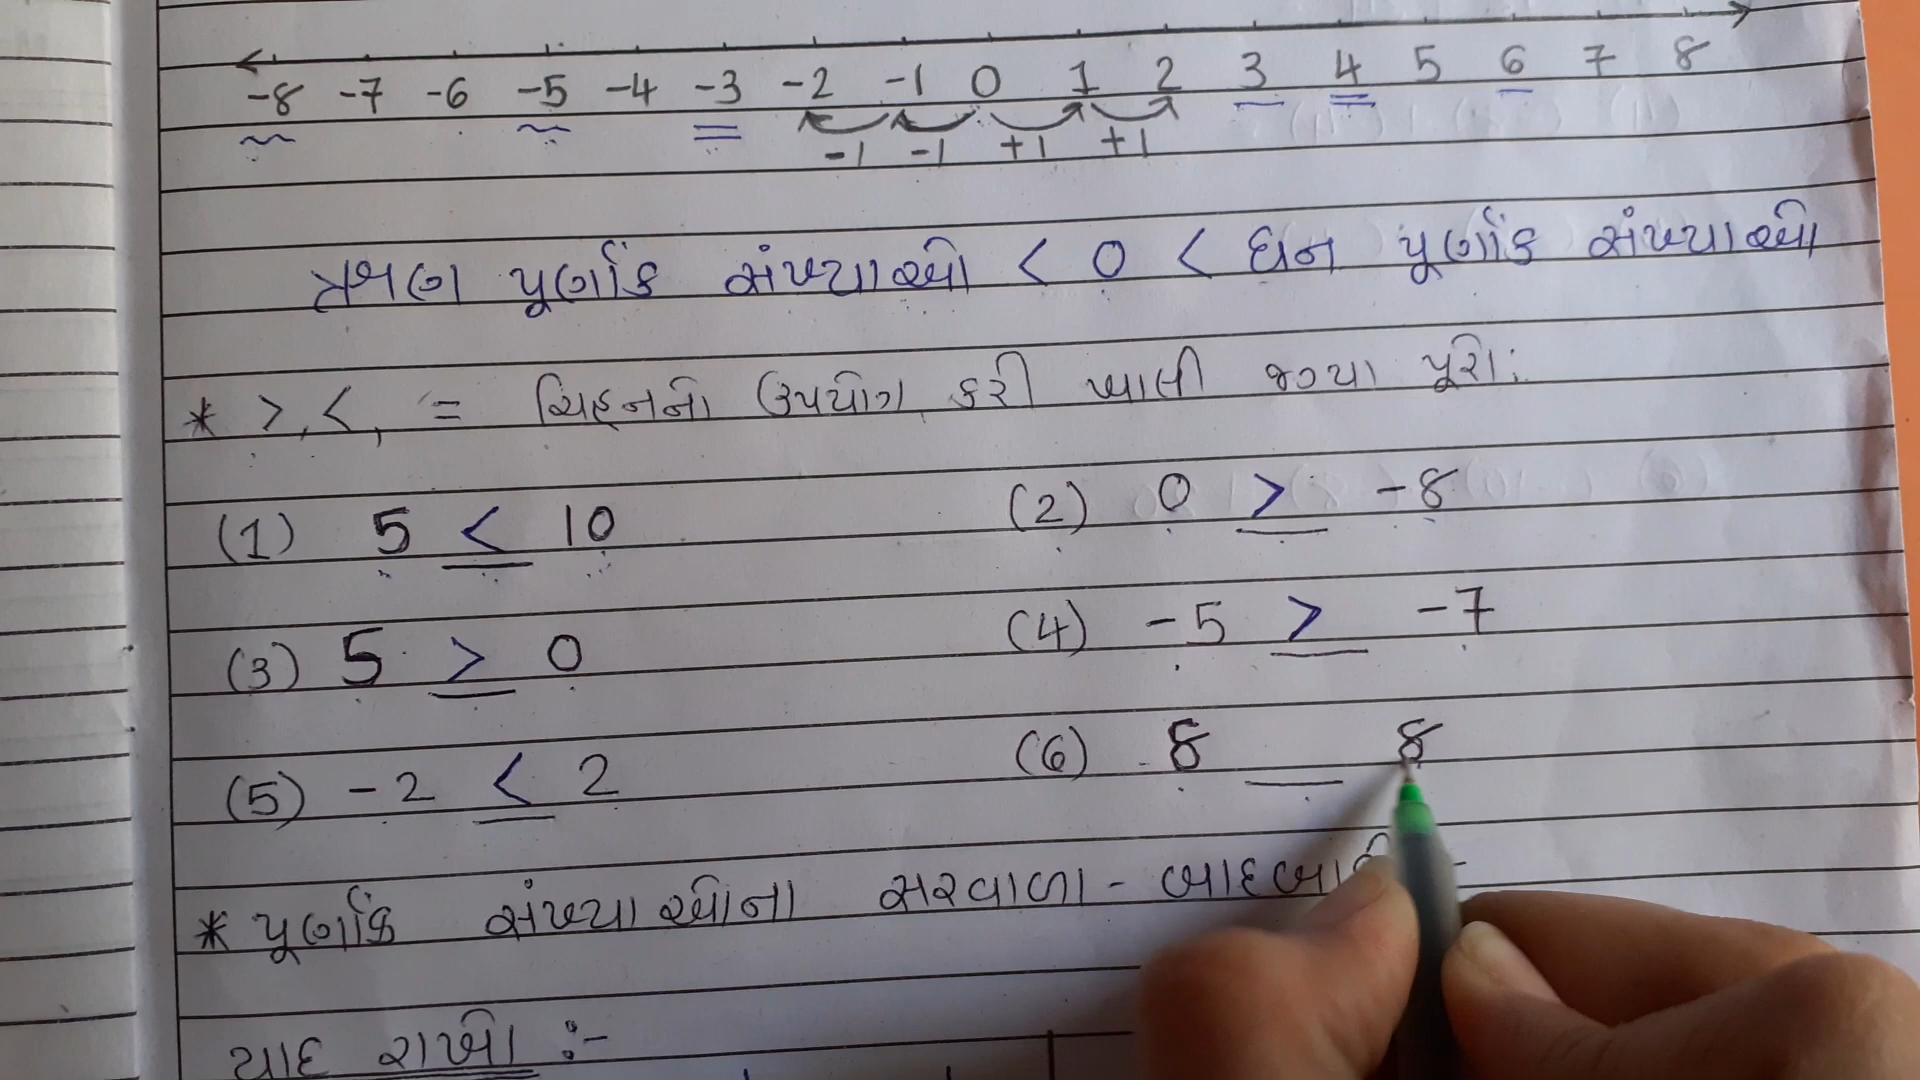 -8 -7 -6 -5 -4 -3 -2 -1 0 1 2 3 4 5 6 7 8
-1 -1 +1 +1
ઋણ પૂર્ણાંક સંખ્યાઓ < 0 < ધન પૂર્ણાંક સંખ્યાઓ
* >, <, = ચિહનનો ઉપયોગ કરી ખાલી જગ્યા પૂરો:
(1) 5 < 10 (2) 0 > -8
(3) 5 > 0 (4) -5 > -7
(5) -2 < 2 (6) 8 __ 8
* પૂર્ણાંક સંખ્યાઓના સરવાળા -
યાદ રાખો :-